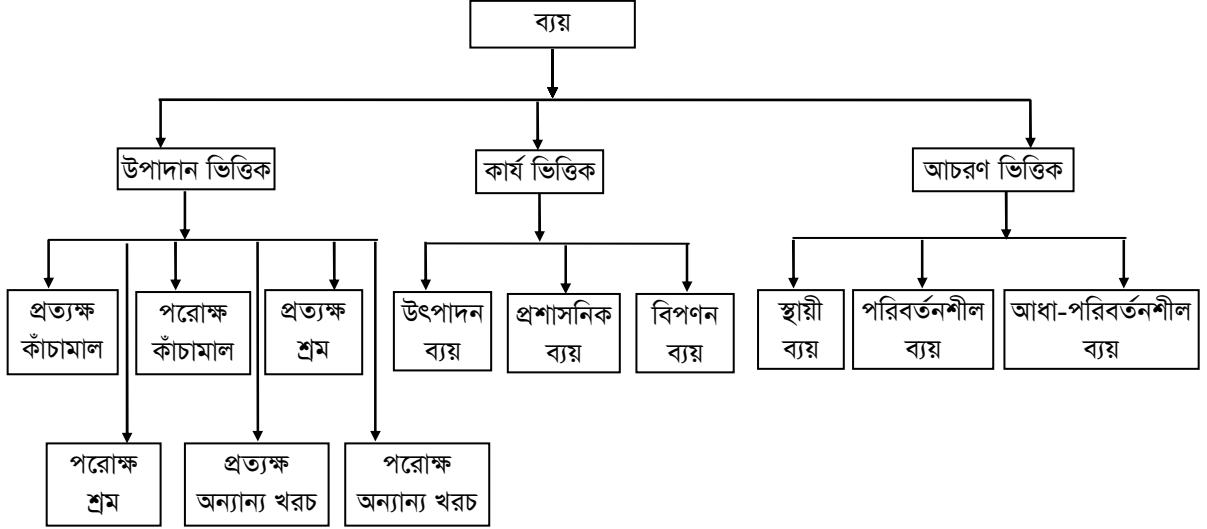 ব্যয়
উপাদান ভিত্তিক
কার্য ভিত্তিক
আচরণ ভিত্তিক
প্রত্যক্ষ
কাঁচামাল
পরোক্ষ
কাঁচামাল
প্রত্যক্ষ
শ্রম
উৎপাদন
ব্যয়
প্রশাসনিক
ব্যয়
বিপণন
ব্যয়
স্থায়ী
ব্যয়
পরিবর্তনশীল
ব্যয়
আধা-পরিবর্তনশীল
ব্যয়
পরোক্ষ
শ্রম
প্রত্যক্ষ
অন্যান্য খরচ
পরোক্ষ
অন্যান্য খরচ